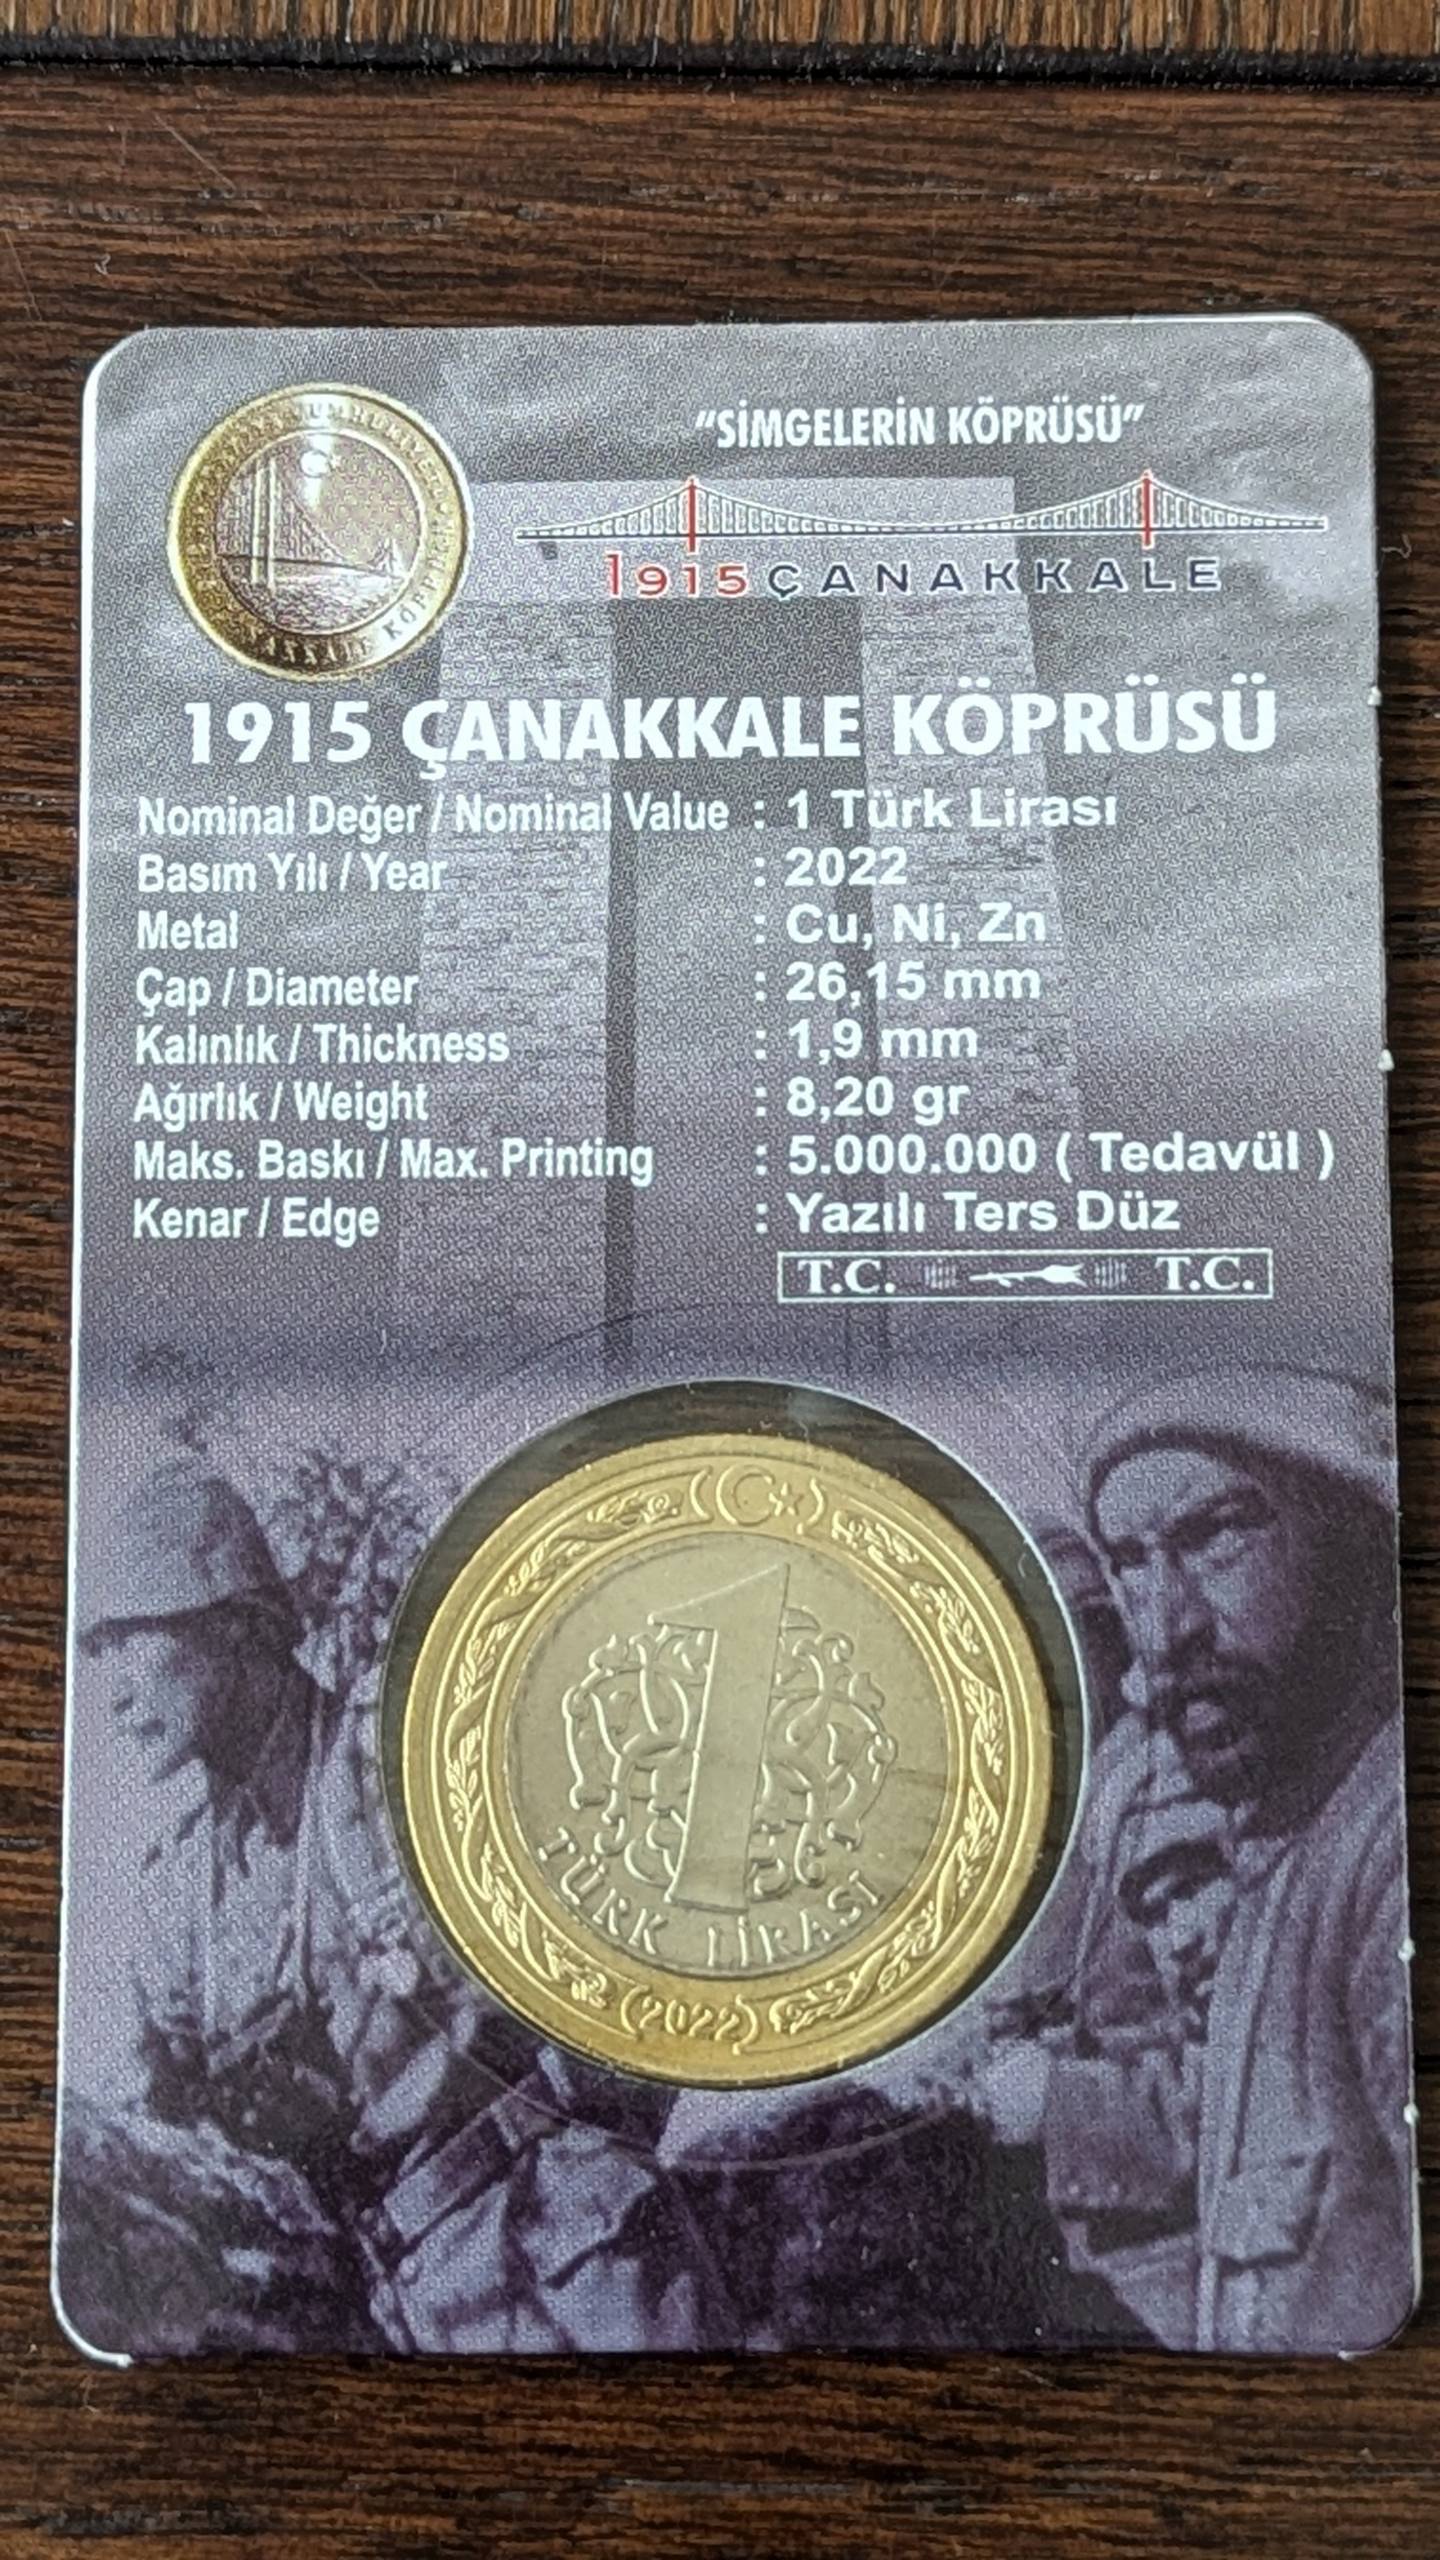 "SİMGELERİN KÖPRÜSÜ"
1915ÇANAKKALE
KÖPRÜ
1915 ÇANAKKALE KÖPRÜSÜ
Nominal Değer / Nominal Value : 1 Türk Lirası
Basım Yılı / Year : 2022
Metal : Cu, Ni, Zn
Çap / Diameter : 26,15 mm
Kalınlık / Thickness : 1,9 mm
Ağırlık / Weight : 8,20 gr
Maks. Baskı / Max. Printing : 5.000.000 ( Tedavül )
Kenar / Edge : Yazılı Ters Düz
T.C. T.C.
1
TÜRK LİRASI
(2022)